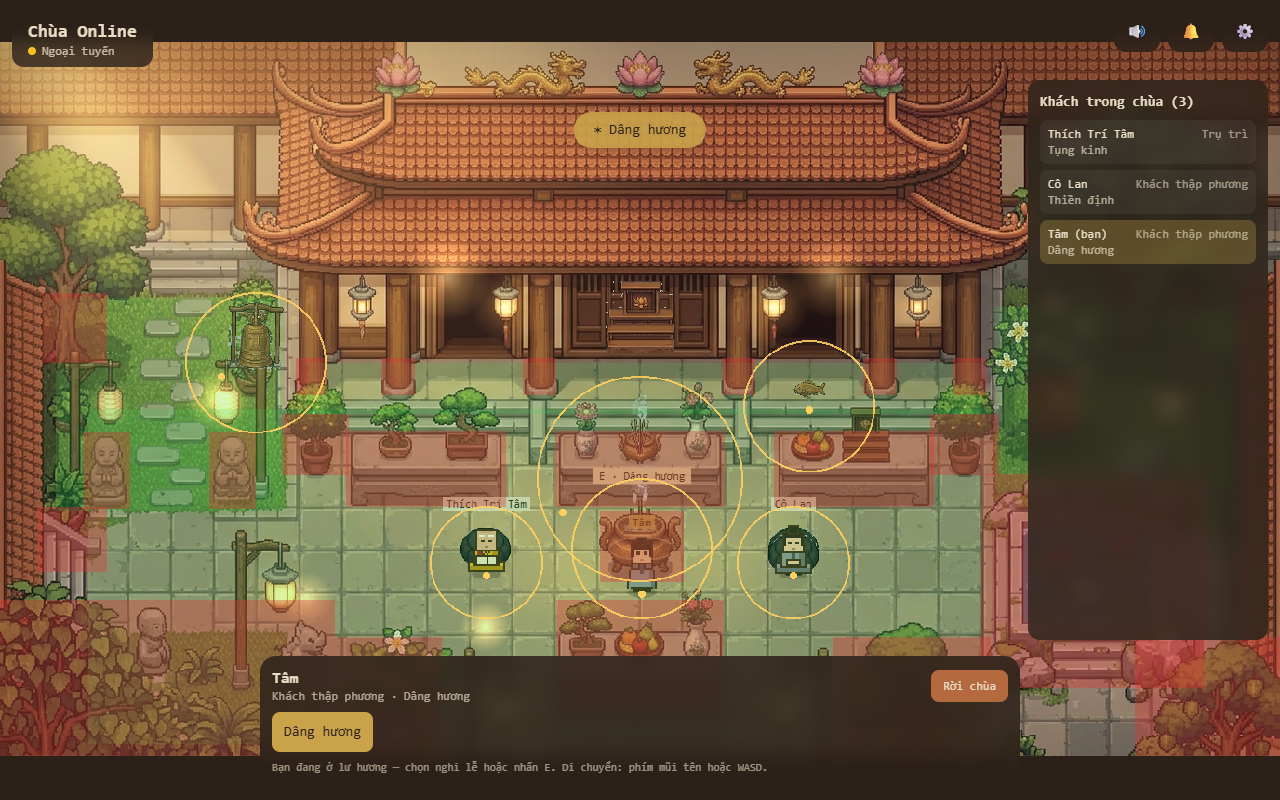 Chùa Online
Ngoại tuyến
* Dâng hương
Khách trong chùa (3)
Thích Trí Tâm Trụ trì
Tụng kinh
Cô Lan Khách thập phương
Thiền định
Tâm (bạn) Khách thập phương
Dâng hương
E · Dâng hương
Thích Trí Tâm
Cô Lan
Tâm
Tâm
Khách thập phương · Dâng hương
Rời chùa
Dâng hương
Bạn đang ở lư hương — chọn nghi lễ hoặc nhấn E. Di chuyển: phím mũi tên hoặc WASD.